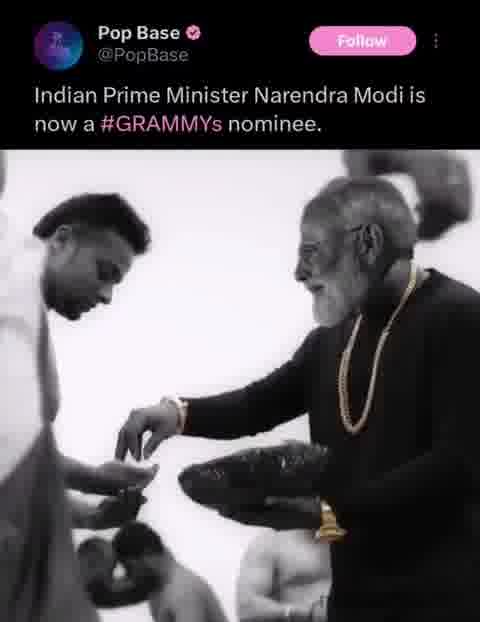 Pop Base
@PopBase
Follow
Indian Prime Minister Narendra Modi is
now a #GRAMMYs nominee.